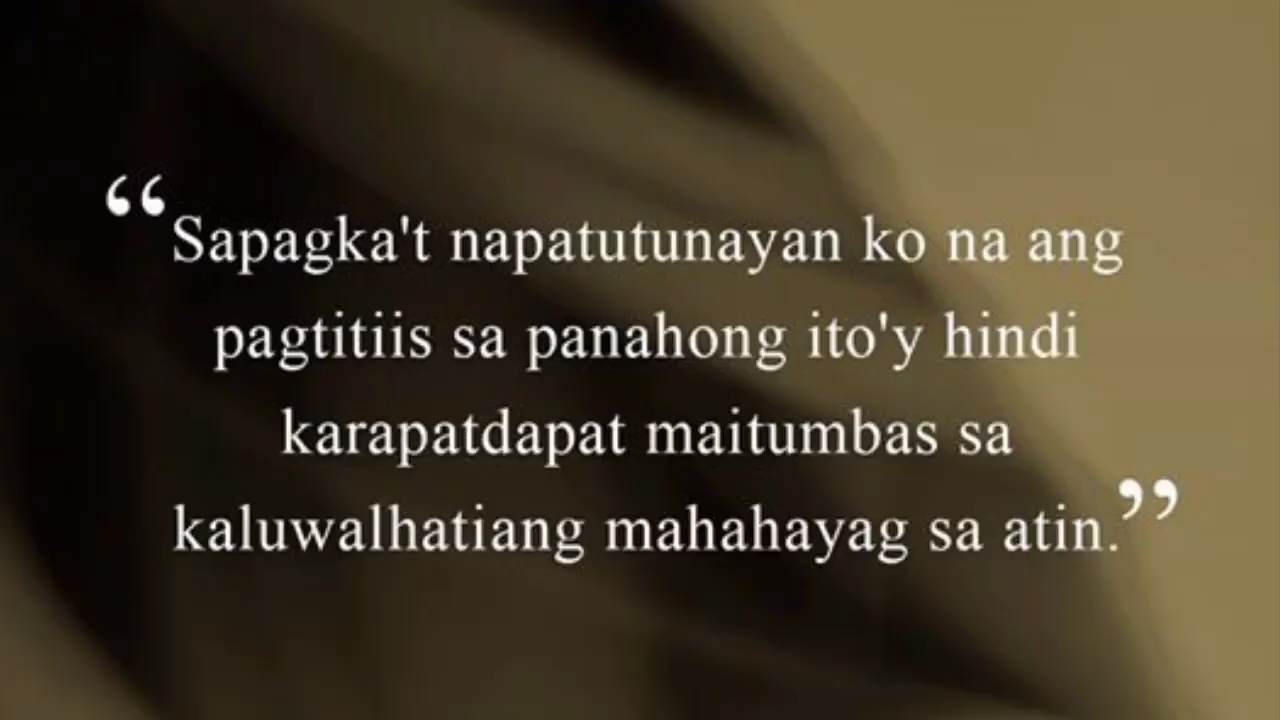 “Sapagka't napatutunayan ko na ang
pagtitiis sa panahong ito'y hindi
karapatdapat maitumbas sa
kaluwalhatiang mahahayag sa atin.”